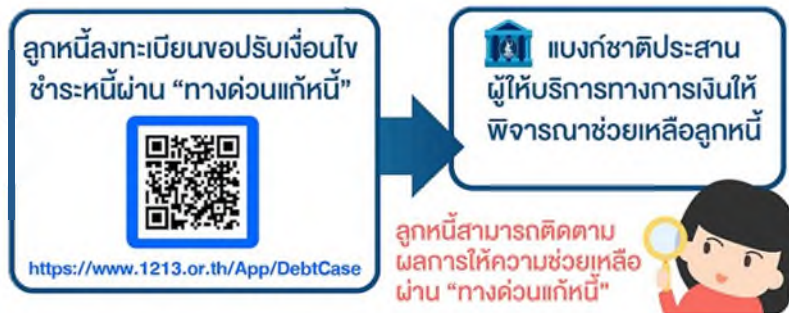 ลูกหนี้ลงทะเบียนขอปรับเงื่อนไข
ชำระหนี้ผ่าน “ทางด่วนแก้หนี้”
https://www.1213.or.th/App/DebtCase
แบงก์ชาติประสาน
ผู้ให้บริการทางการเงินให้
พิจารณาช่วยเหลือลูกหนี้
ลูกหนี้สามารถติดตาม
ผลการให้ความช่วยเหลือ
ผ่าน “ทางด่วนแก้หนี้”